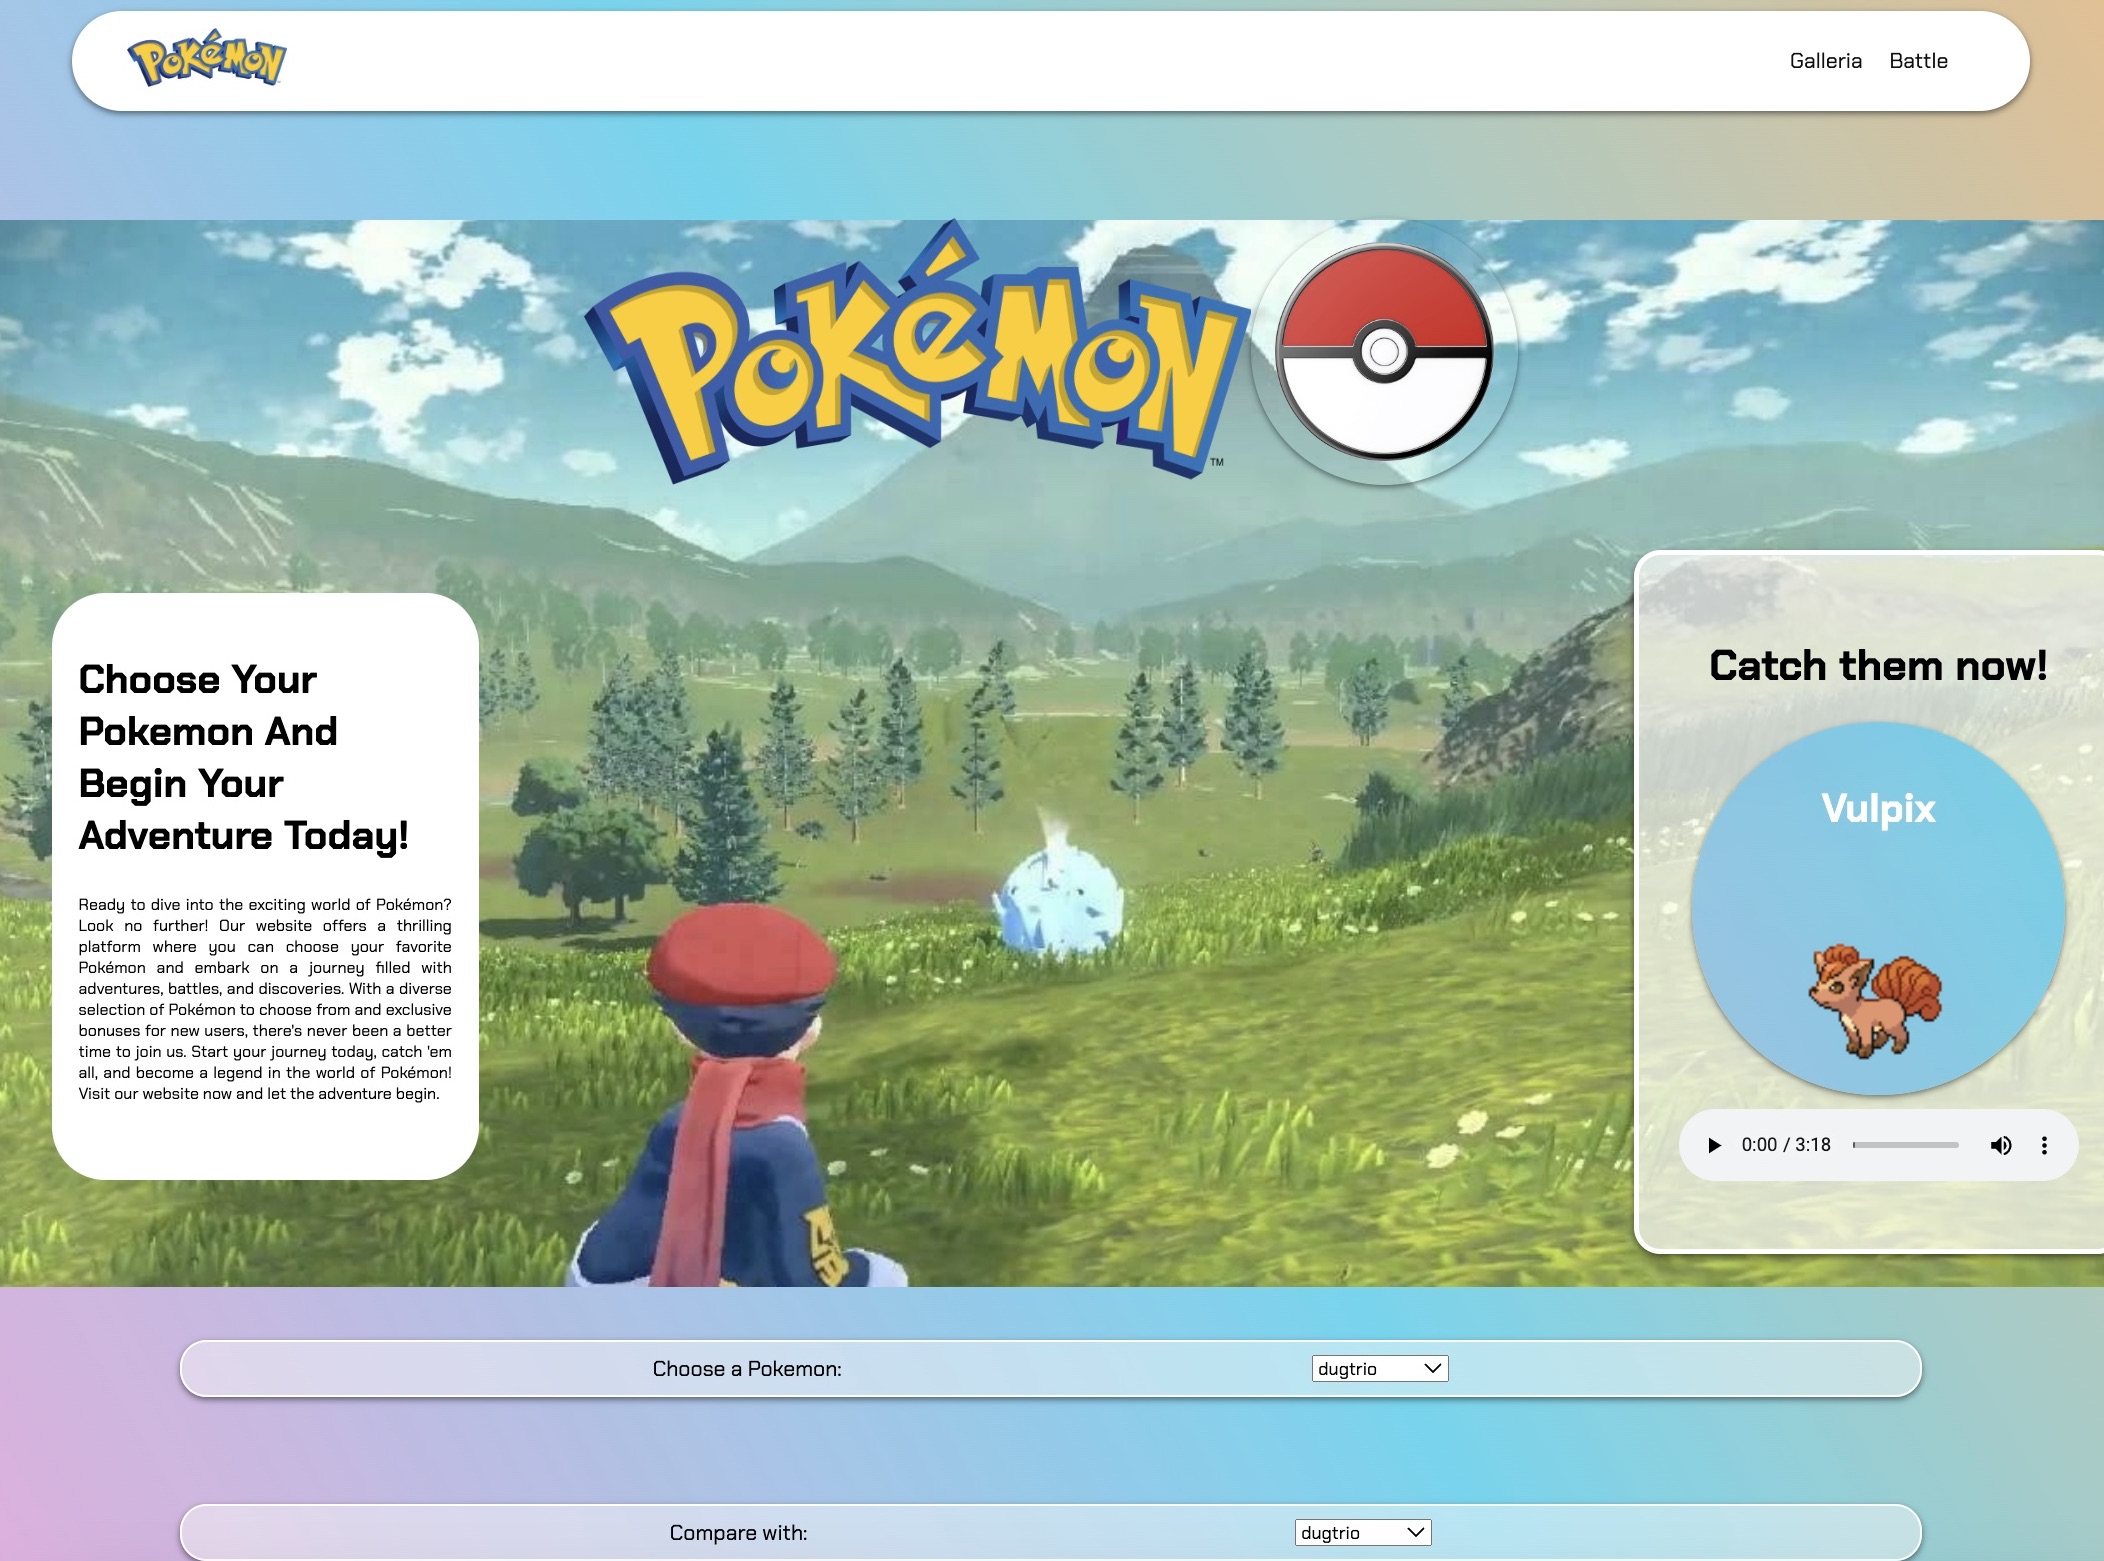 Pokémon
Galleria Battle
Pokémon
TM
Choose Your
Pokemon And
Begin Your
Adventure Today!
Ready to dive into the exciting world of Pokémon?
Look no further! Our website offers a thrilling
platform where you can choose your favorite
Pokémon and embark on a journey filled with
adventures, battles, and discoveries. With a diverse
selection of Pokémon to choose from and exclusive
bonuses for new users, there's never been a better
time to join us. Start your journey today, catch 'em
all, and become a legend in the world of Pokémon!
Visit our website now and let the adventure begin.
Catch them now!
Vulpix
0:00 / 3:18
Choose a Pokemon: dugtrio
Compare with: dugtrio